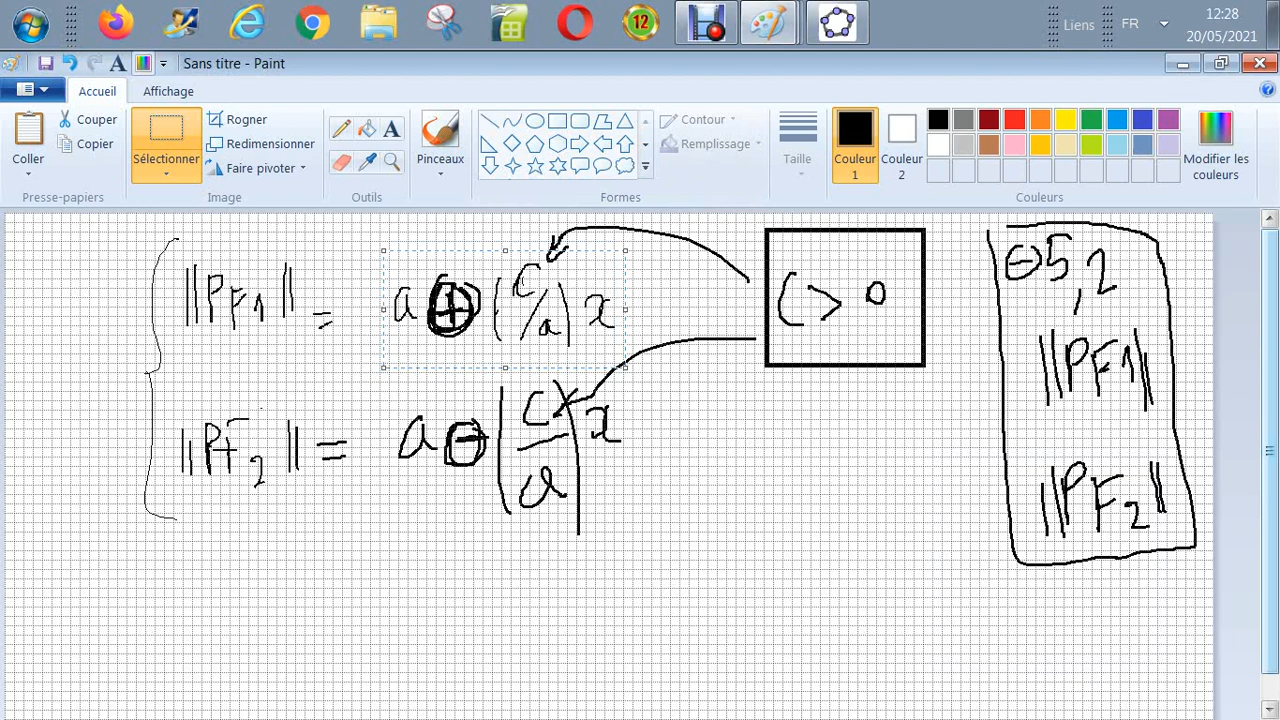 12
Liens
FR
12:28
20/05/2021
Sans titre - Paint
Accueil
Affichage
Coller
Couper
Copier
Presse-papiers
Sélectionner
Rogner
Redimensionner
Faire pivoter
Image
A
Outils
Pinceaux
Contour
Remplissage
Formes
Taille
Couleur 1
Couleur 2
Modifier les couleurs
Couleurs
||PF1|| = a ⊕ (C/a) x
C > 0
||PF2|| = a ⊖ (C/a) x
⊖5,2
||PF1||
||PF2||